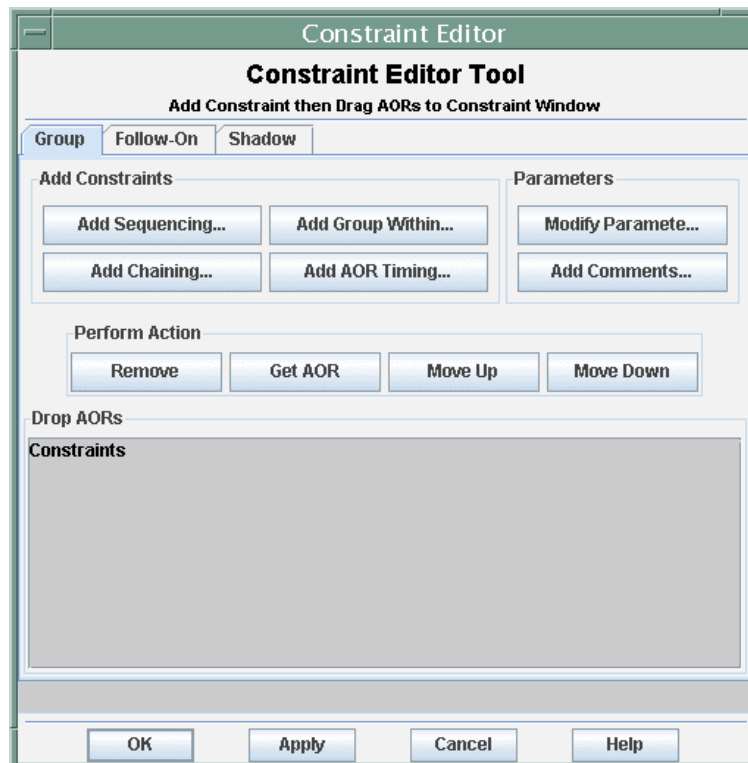 Constraint Editor
Constraint Editor Tool
Add Constraint then Drag AORs to Constraint Window
Group Follow-On Shadow
Add Constraints Parameters
Add Sequencing... Add Group Within... Modify Paramete...
Add Chaining... Add AOR Timing... Add Comments...
Perform Action
Remove Get AOR Move Up Move Down
Drop AORs
Constraints
OK Apply Cancel Help